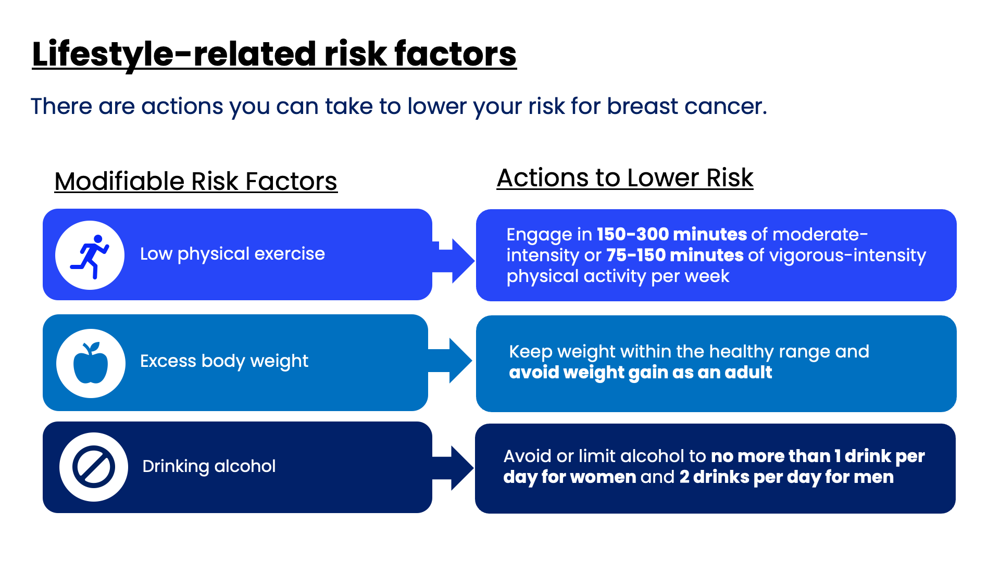 Lifestyle-related risk factors
There are actions you can take to lower your risk for breast cancer.
Modifiable Risk Factors
Actions to Lower Risk
Low physical exercise
Engage in 150-300 minutes of moderate-
intensity or 75-150 minutes of vigorous-intensity
physical activity per week
Excess body weight
Keep weight within the healthy range and
avoid weight gain as an adult
Drinking alcohol
Avoid or limit alcohol to no more than 1 drink per
day for women and 2 drinks per day for men